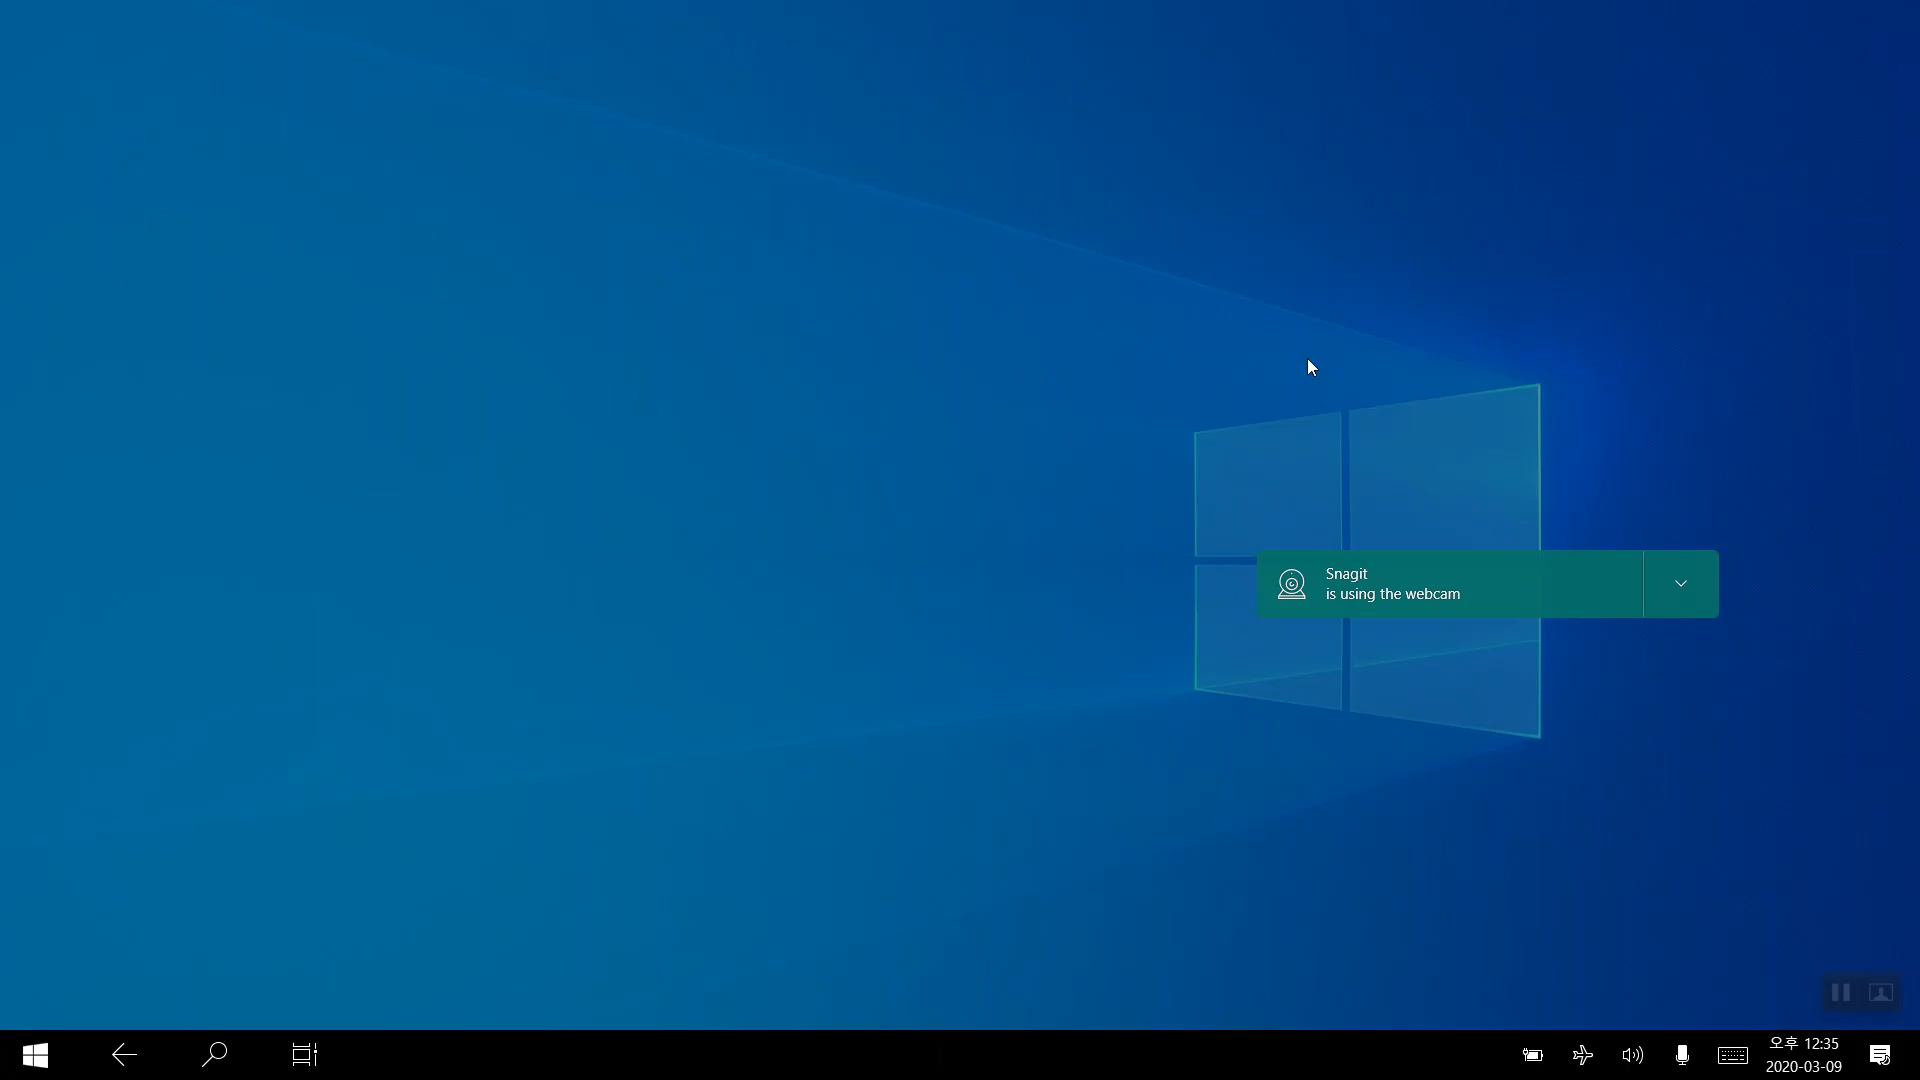 Snagit
is using the webcam
오후 12:35
2020-03-09